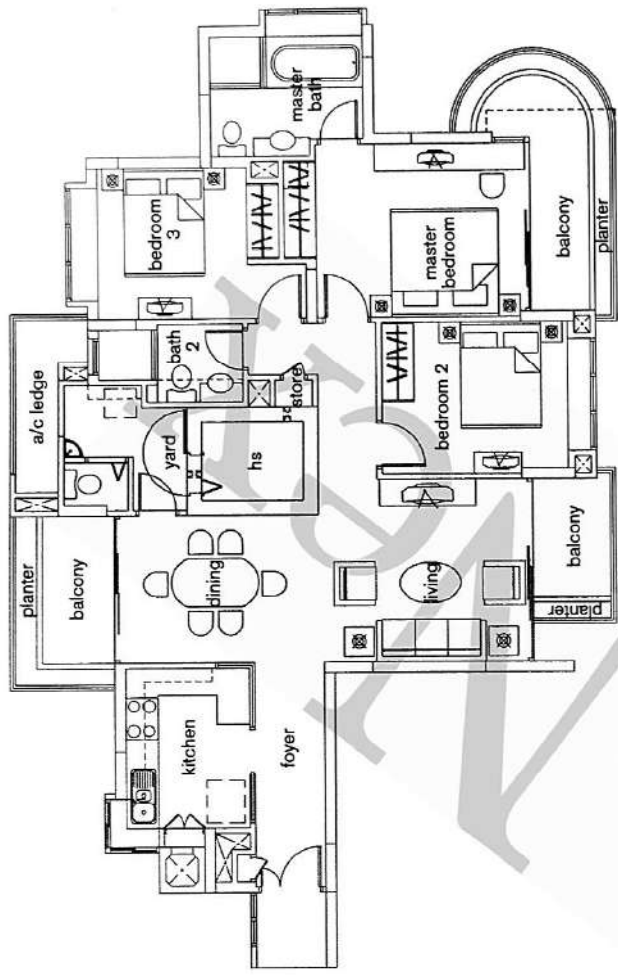 master
bath
bedroom
3
master
bedroom
balcony
planter
bath
2
store
bedroom 2
a/c ledge
yard
hs
balcony
planter
planter
balcony
dining
living
kitchen
foyer